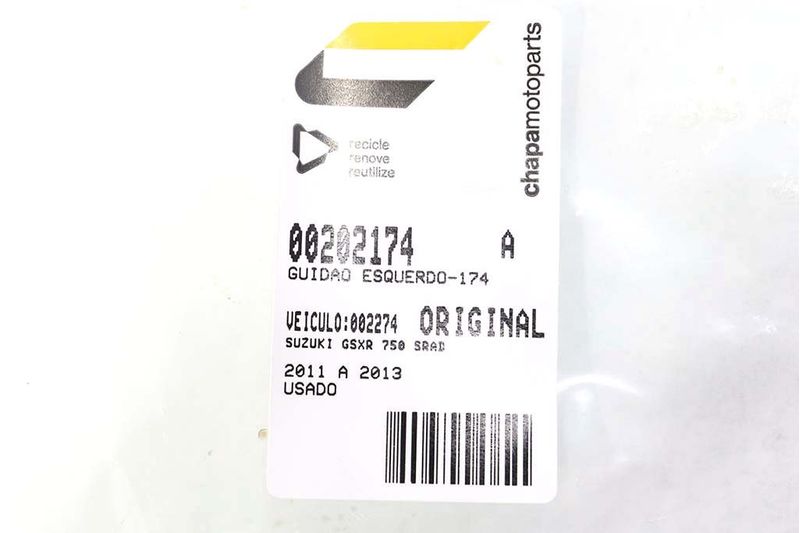 chapamotoparts
recicle
renove
reutilize
00202174 A
GUIDAO ESQUERDO-174
VEICULO:002274 ORIGINAL
SUZUKI GSXR 750 SRAD
2011 A 2013
USADO